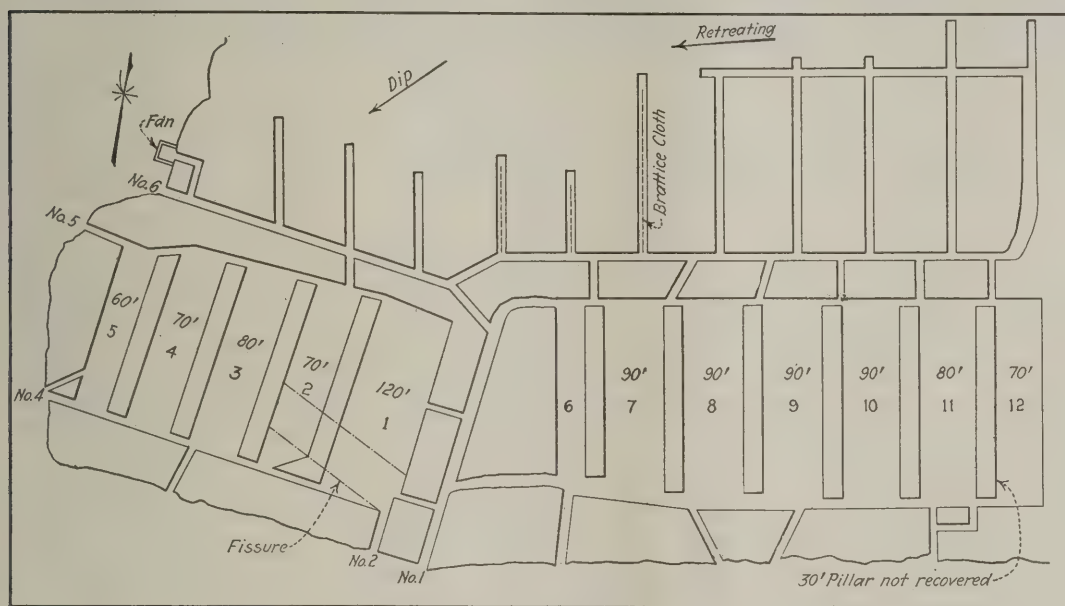 Retreating
Dip
Fdn
No.6
No.5
Brattice Cloth
60'
5
70'
4
80'
3
70'
2
120'
1
6
90'
7
90'
8
90'
9
90'
10
80'
11
70'
12
No.4
Fissure
No.2
No.1
30' Pillar not recovered